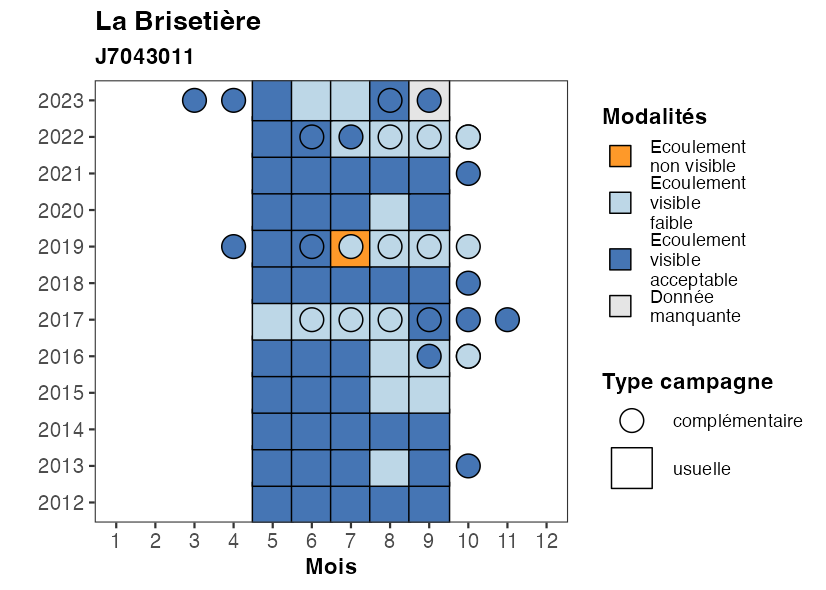 La Brisetière
J7043011
2023
2022
2021
2020
2019
2018
2017
2016
2015
2014
2013
2012
1 2 3 4 5 6 7 8 9 10 11 12
Mois
Modalités
Ecoulement
non visible
Ecoulement
visible
faible
Ecoulement
visible
acceptable
Donnée
manquante
Type campagne
complémentaire
usuelle